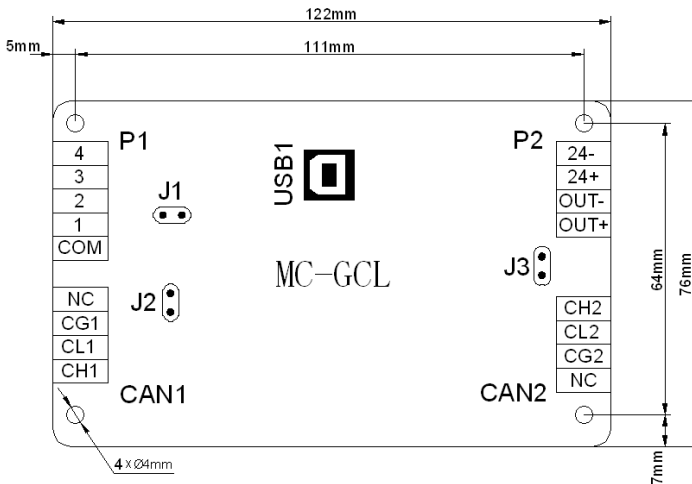 122mm
5mm
111mm
P1
4
3
2
1
COM
J1
USB1
P2
24-
24+
OUT-
OUT+
J3
MC-GCL
J2
NC
CG1
CL1
CH1
CAN1
CH2
CL2
CG2
NC
CAN2
64mm
76mm
7mm
4×Ø4mm